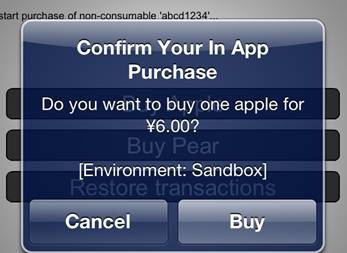 start purchase of non-consumable 'abcd1234'...
Confirm Your In App
Purchase
Do you want to buy one apple for
¥6.00?
Buy Pear
[Environment: Sandbox]
Restore transactions
Cancel
Buy